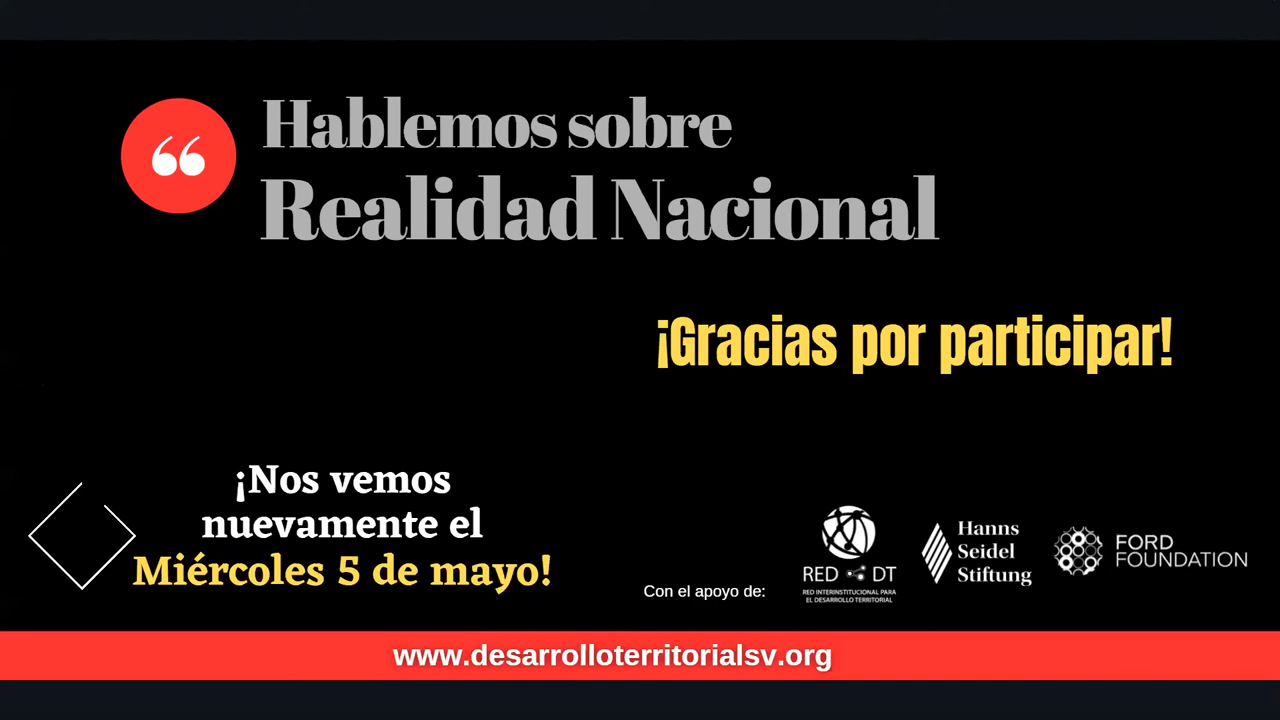 “
Hablemos sobre
Realidad Nacional
¡Gracias por participar!
¡Nos vemos
nuevamente el
Miércoles 5 de mayo!
Con el apoyo de:
RED DT
RED INTERINSTITUCIONAL PARA
EL DESARROLLO TERRITORIAL
Hanns
Seidel
Stiftung
FORD
FOUNDATION
www.desarrolloterritorialsv.org